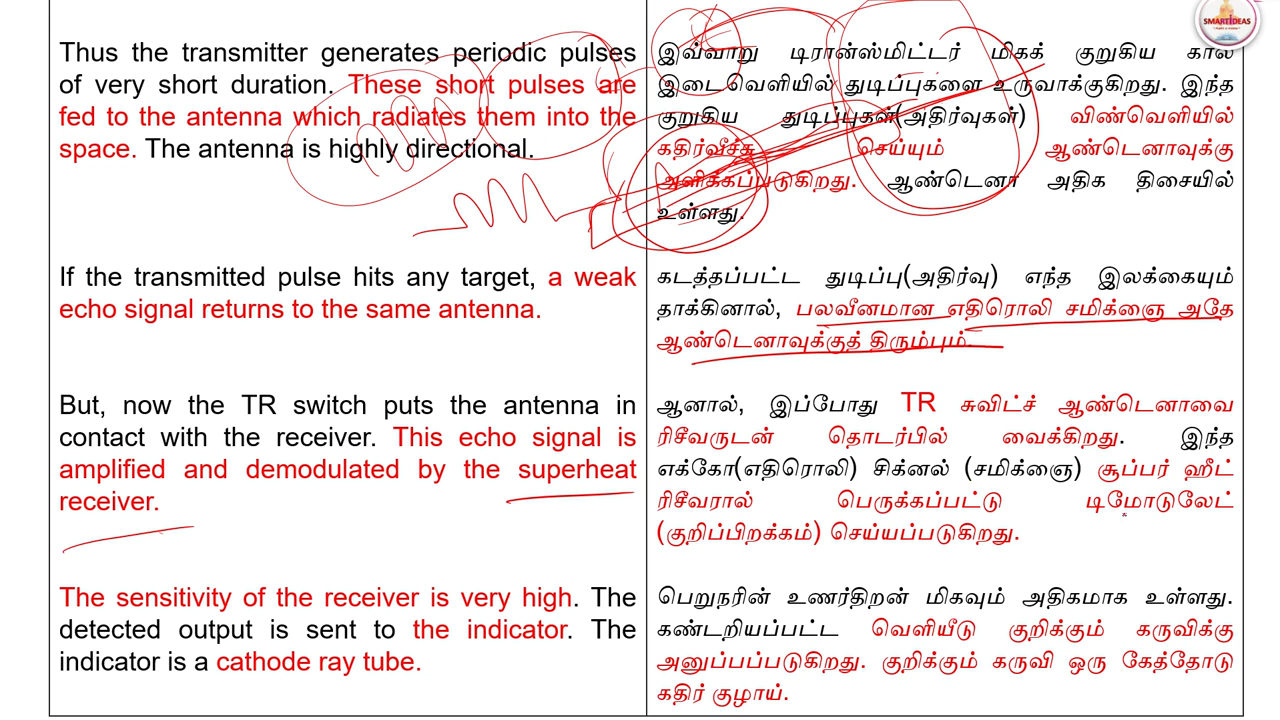 Thus the transmitter generates periodic pulses
of very short duration. These short pulses are
fed to the antenna which radiates them into the
space. The antenna is highly directional.
If the transmitted pulse hits any target, a weak
echo signal returns to the same antenna.
But, now the TR switch puts the antenna in
contact with the receiver. This echo signal is
amplified and demodulated by the superheat
receiver.
The sensitivity of the receiver is very high. The
detected output is sent to the indicator. The
indicator is a cathode ray tube.
இவ்வாறு டிரான்ஸ்மிட்டர் மிகக் குறுகிய கால
இடைவெளியில் துடிப்புகளை உருவாக்குகிறது. இந்த
குறுகிய துடிப்புகள்(அதிர்வுகள்) விண்வெளியில்
கதிர்வீச்சு செய்யும் ஆண்டெனாவுக்கு
அளிக்கப்படுகிறது. ஆண்டெனா அதிக திசையில்
உள்ளது.
கடத்தப்பட்ட துடிப்பு(அதிர்வு) எந்த இலக்கையும்
தாக்கினால், பலவீனமான எதிரொலி சமிக்ஞை அதே
ஆண்டெனாவுக்குத் திரும்பும்.
ஆனால், இப்போது TR சுவிட்ச் ஆண்டெனாவை
ரிசீவருடன் தொடர்பில் வைக்கிறது. இந்த
எக்கோ(எதிரொலி) சிக்னல் (சமிக்ஞை) சூப்பர் ஹீட்
ரிசீவரால் பெருக்கப்பட்டு டிமோடுலேட்
(குறிப்பிறக்கம்) செய்யப்படுகிறது.
பெறுநரின் உணர்திறன் மிகவும் அதிகமாக உள்ளது.
கண்டறியப்பட்ட வெளியீடு குறிக்கும் கருவிக்கு
அனுப்பப்படுகிறது. குறிக்கும் கருவி ஒரு கேத்தோடு
கதிர் குழாய்.
SMART IDEAS